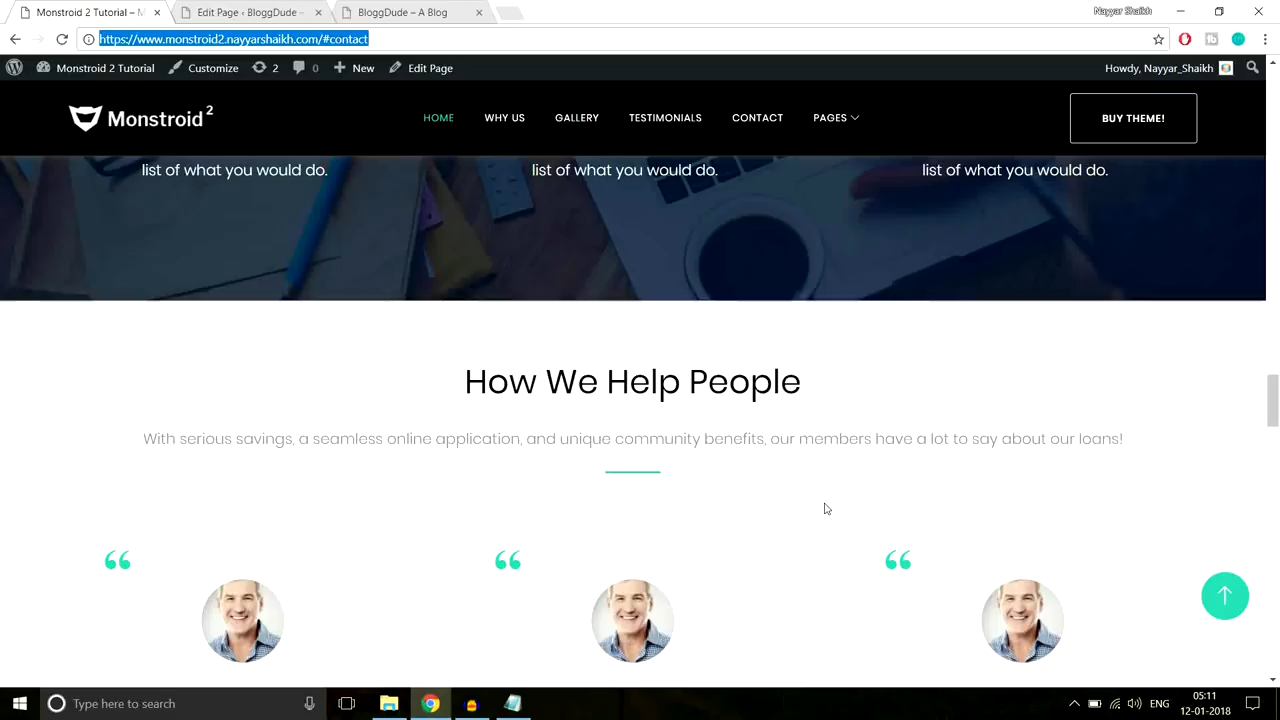 Monstroid 2 Tutorial – M
Edit Page ‹ BloggDude –
BloggDude – A Blog
Nayyar Shaikh
https://www.monstroid2.nayyarshaikh.com/#contact
Monstroid 2 Tutorial
Customize
2
0
New
Edit Page
Howdy, Nayyar_Shaikh
Monstroid 2
HOME
WHY US
GALLERY
TESTIMONIALS
CONTACT
PAGES
BUY THEME!
list of what you would do.
list of what you would do.
list of what you would do.
How We Help People
With serious savings, a seamless online application, and unique community benefits, our members have a lot to say about our loans!
“
“
“
Type here to search
ENG
05:11
12-01-2018